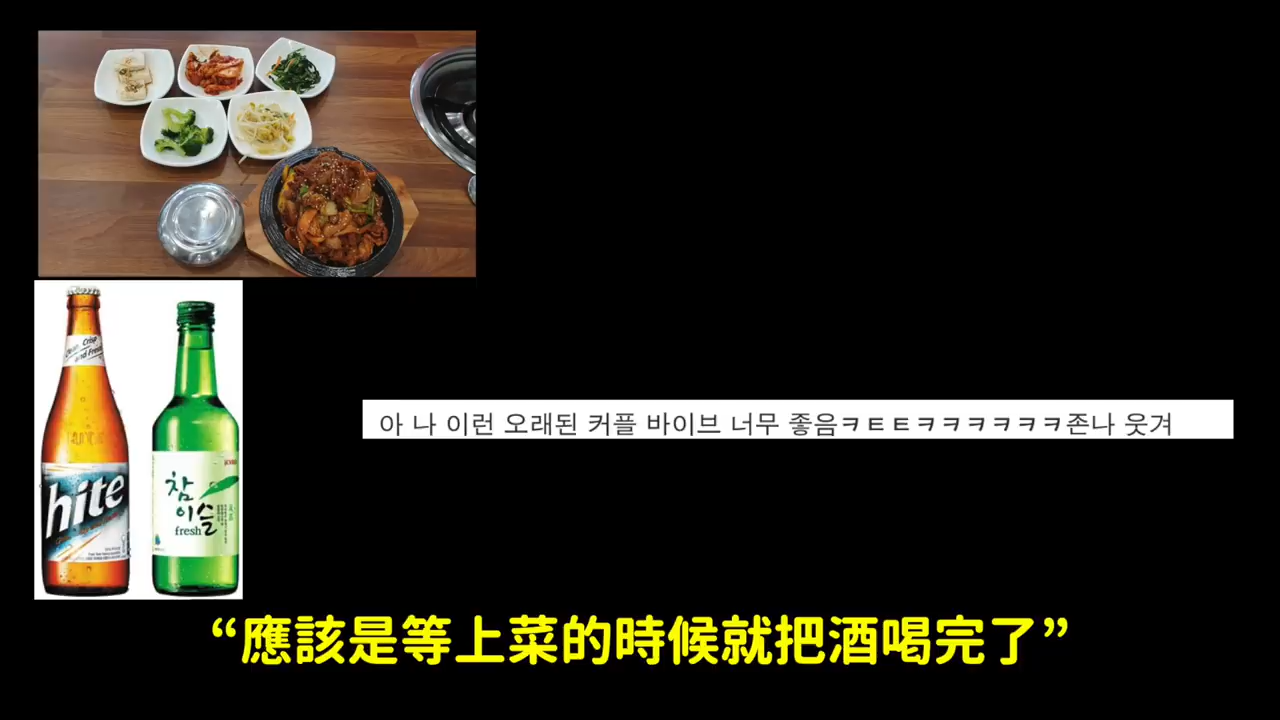 hite
참
이슬
fresh
아 나 이런 오래된 커플 바이브 너무 좋음ㅋㅌㅌㅋㅋㅋㅋㅋㅋ존나 웃겨
“應該是等上菜的時候就把酒喝完了”